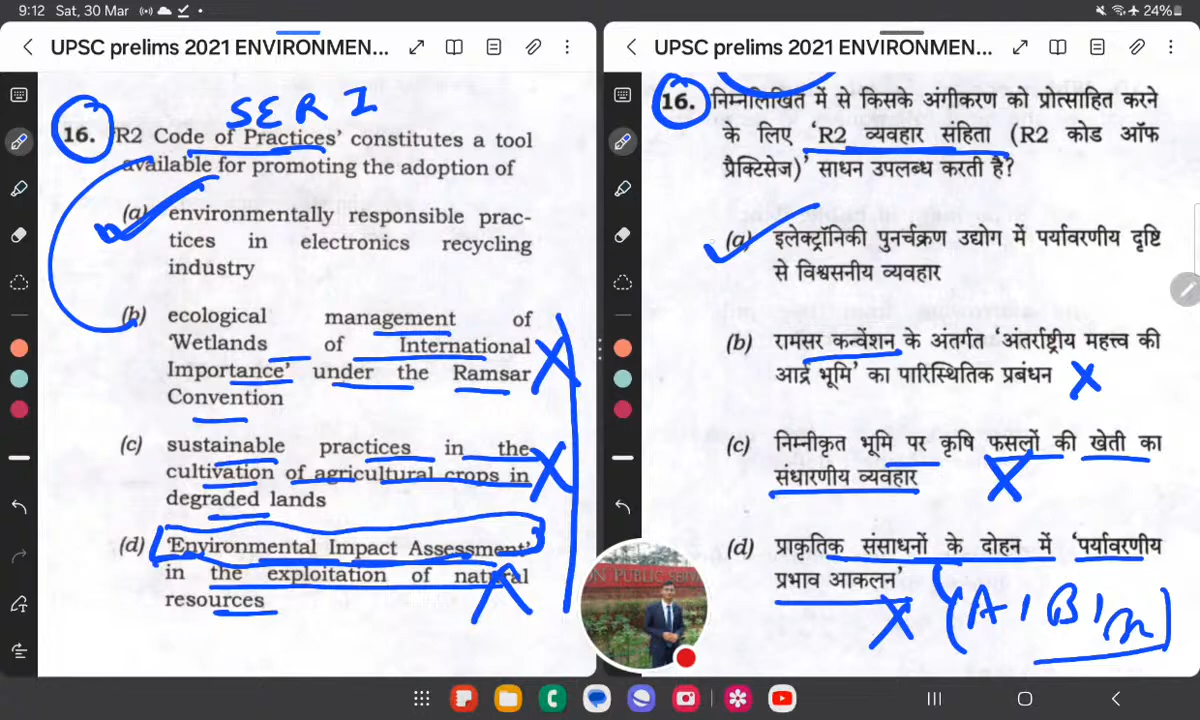 9:12 Sat, 30 Mar
24%
UPSC prelims 2021 ENVIRONMEN...
SERI
16. R2 Code of Practices' constitutes a tool
available for promoting the adoption of
(a) environmentally responsible prac-
tices in electronics recycling
industry
(b) ecological management of
'Wetlands of International
Importance' under the Ramsar
Convention
(c) sustainable practices in the
cultivation of agricultural crops in
degraded lands
(d) 'Environmental Impact Assessment'
in the exploitation of natural
resources
UPSC prelims 2021 ENVIRONMEN...
16. निम्नलिखित में से किसके अंगीकरण को प्रोत्साहित करने
के लिए 'R2 व्यवहार संहिता (R2 कोड ऑफ
प्रैक्टिसेज)' साधन उपलब्ध करती है?
(a) इलेक्ट्रॉनिकी पुनर्चक्रण उद्योग में पर्यावरणीय दृष्टि
से विश्वसनीय व्यवहार
(b) रामसर कन्वेंशन के अंतर्गत 'अंतर्राष्ट्रीय महत्त्व की
आर्द्र भूमि' का पारिस्थितिक प्रबंधन
(c) निम्नीकृत भूमि पर कृषि फसलों की खेती का
संधारणीय व्यवहार
(d) प्राकृतिक संसाधनों के दोहन में 'पर्यावरणीय
प्रभाव आकलन'
(A, B,
ON PUBLIC SERV